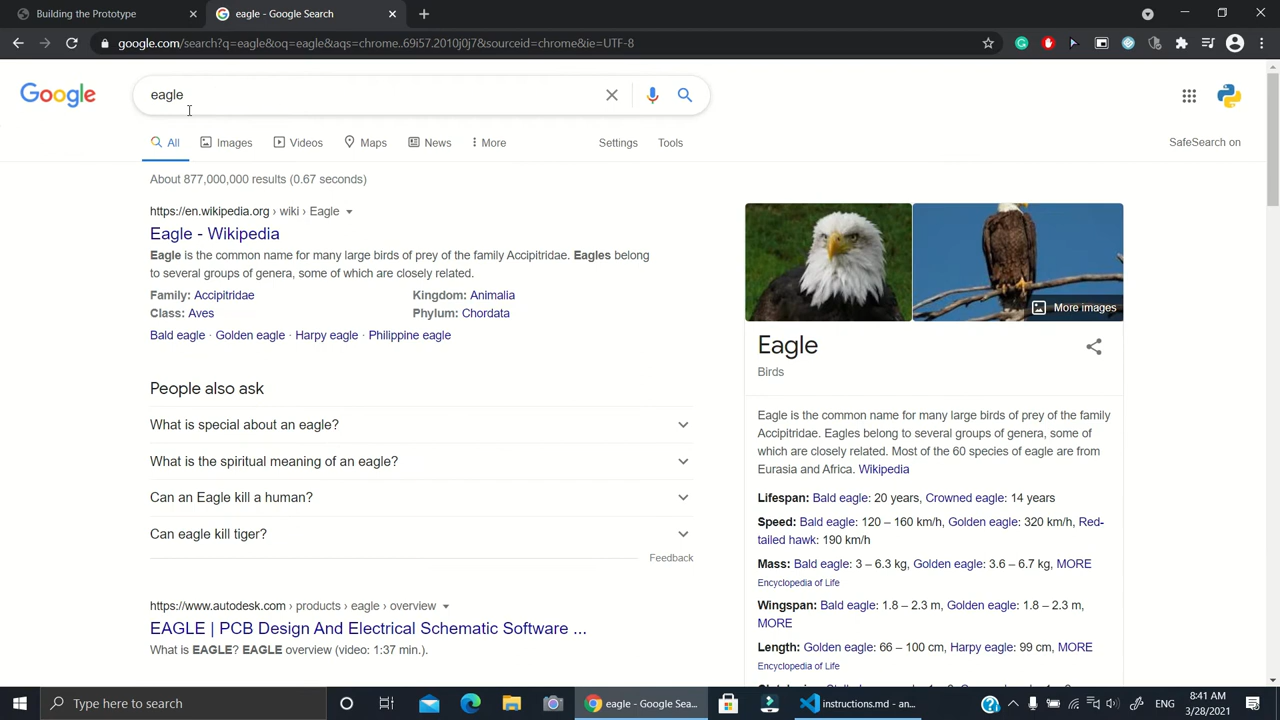 Building the Prototype
eagle - Google Search
google.com/search?q=eagle&oq=eagle&aqs=chrome..69i57.2010j0j7&sourceid=chrome&ie=UTF-8
Google
eagle
All
Images
Videos
Maps
News
More
Settings
Tools
SafeSearch on
About 877,000,000 results (0.67 seconds)
https://en.wikipedia.org › wiki › Eagle
Eagle - Wikipedia
Eagle is the common name for many large birds of prey of the family Accipitridae. Eagles belong
to several groups of genera, some of which are closely related.
Family: Accipitridae
Kingdom: Animalia
Class: Aves
Phylum: Chordata
Bald eagle · Golden eagle · Harpy eagle · Philippine eagle
People also ask
What is special about an eagle?
What is the spiritual meaning of an eagle?
Can an Eagle kill a human?
Can eagle kill tiger?
Feedback
https://www.autodesk.com › products › eagle › overview
EAGLE | PCB Design And Electrical Schematic Software ...
What is EAGLE? EAGLE overview (video: 1:37 min.).
More images
Eagle
Birds
Eagle is the common name for many large birds of prey of the family
Accipitridae. Eagles belong to several groups of genera, some of
which are closely related. Most of the 60 species of eagle are from
Eurasia and Africa. Wikipedia
Lifespan: Bald eagle: 20 years, Crowned eagle: 14 years
Speed: Bald eagle: 120 – 160 km/h, Golden eagle: 320 km/h, Red-
tailed hawk: 190 km/h
Mass: Bald eagle: 3 – 6.3 kg, Golden eagle: 3.6 – 6.7 kg, MORE
Encyclopedia of Life
Wingspan: Bald eagle: 1.8 – 2.3 m, Golden eagle: 1.8 – 2.3 m,
MORE
Length: Golden eagle: 66 – 100 cm, Harpy eagle: 99 cm, MORE
Encyclopedia of Life
Type here to search
eagle - Google Sea...
instructions.md - an...
ENG
8:41 AM
3/28/2021